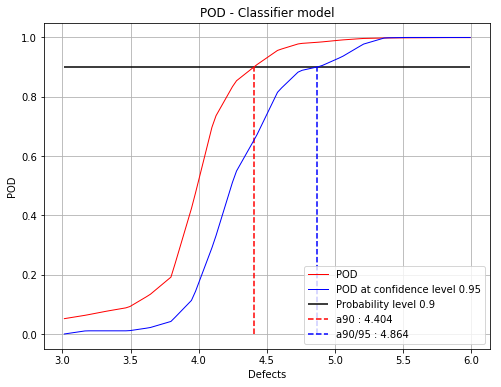 POD - Classifier model
1.0
0.8
0.6
0.4
0.2
0.0
POD
3.0 3.5 4.0 4.5 5.0 5.5 6.0
Defects
POD
POD at confidence level 0.95
Probability level 0.9
a90 : 4.404
a90/95 : 4.864